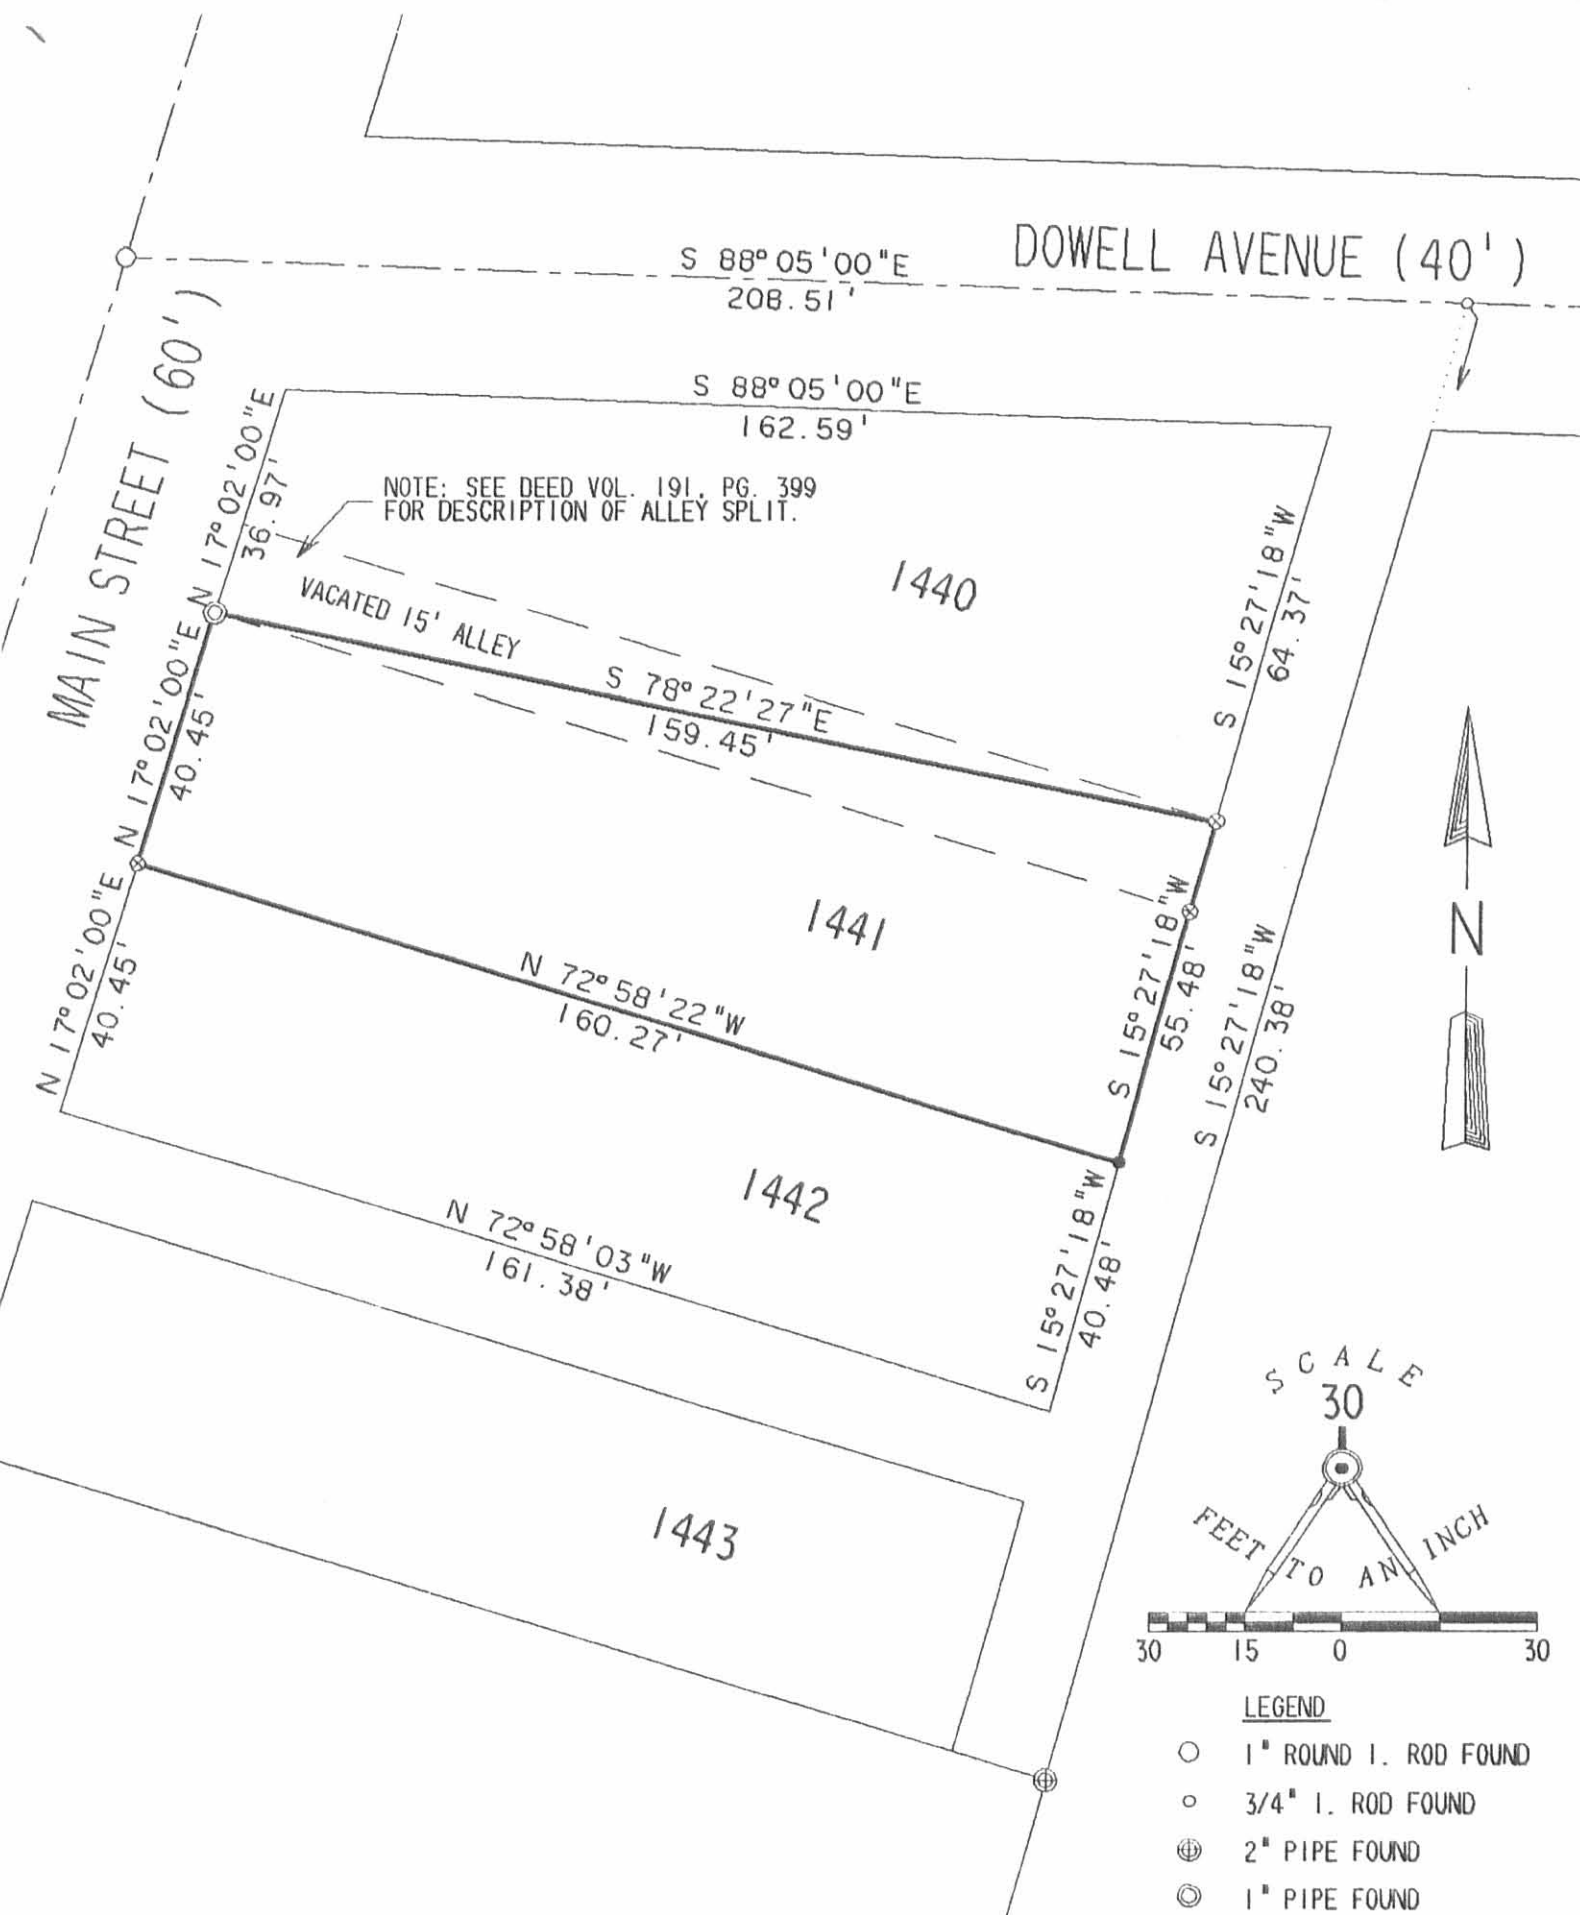 DOWELL AVENUE (40')
S 88° 05'00"E
208.51'
MAIN STREET (60')
S 88° 05'00"E
162.59'
N 17° 02'00"E
36.97'
NOTE: SEE DEED VOL. 191, PG. 399
FOR DESCRIPTION OF ALLEY SPLIT.
1440
S 15° 27'18"W
64.37'
VACATED 15' ALLEY
S 78° 22'27"E
159.45'
N 17° 02'00"E
40.45'
1441
S 15° 27'18"W
55.48'
N 72° 58'22"W
160.27'
N 17° 02'00"E
40.45'
S 15° 27'18"W
240.38'
N
1442
S 15° 27'18"W
40.48'
N 72° 58'03"W
161.38'
1443
SCALE
30
FEET TO AN INCH
30 15 0 30
LEGEND
1" ROUND I. ROD FOUND
3/4" I. ROD FOUND
2" PIPE FOUND
1" PIPE FOUND